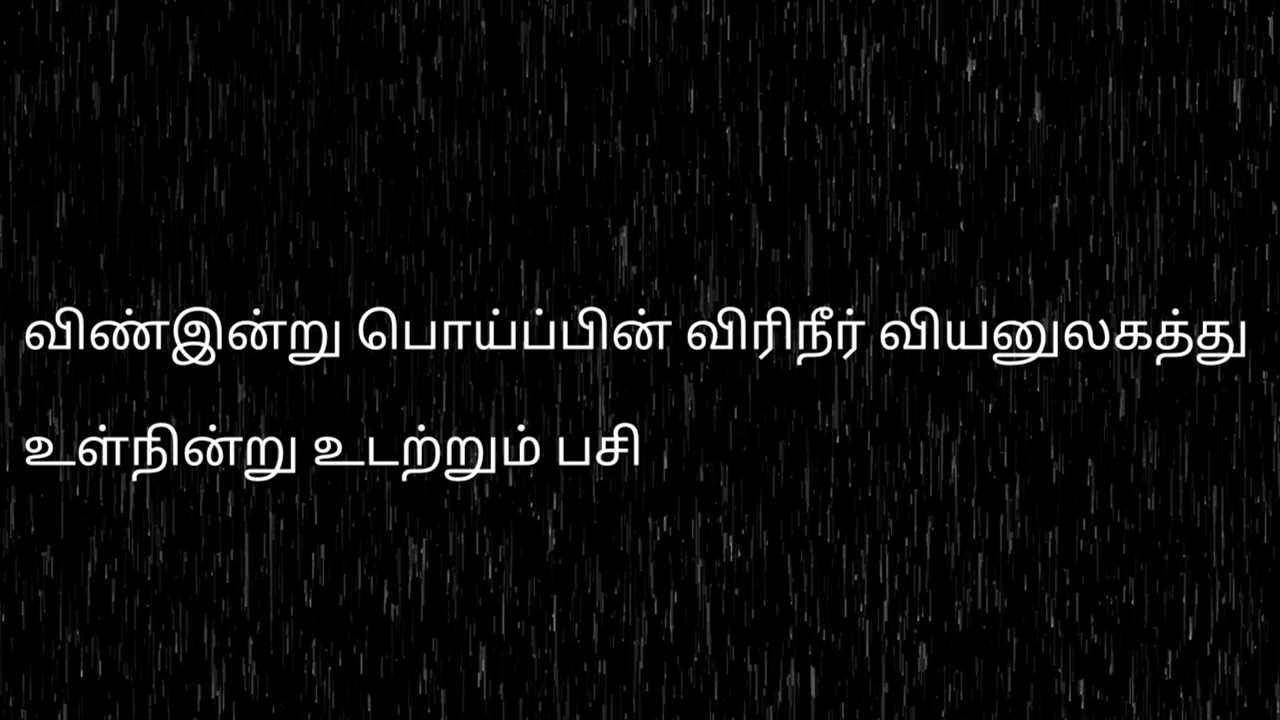 விண்இன்று பொய்ப்பின் விரிநீர் வியனுலகத்து
உள்நின்று உடற்றும் பசி